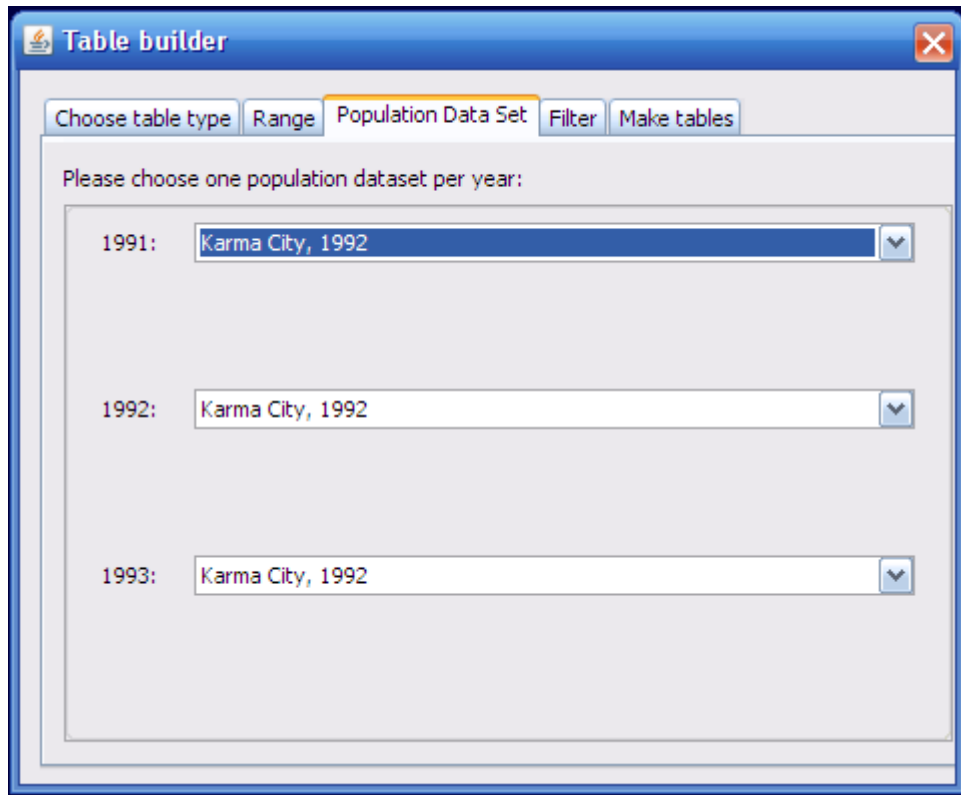 Table builder
Choose table type Range Population Data Set Filter Make tables
Please choose one population dataset per year:
1991: Karma City, 1992
1992: Karma City, 1992
1993: Karma City, 1992